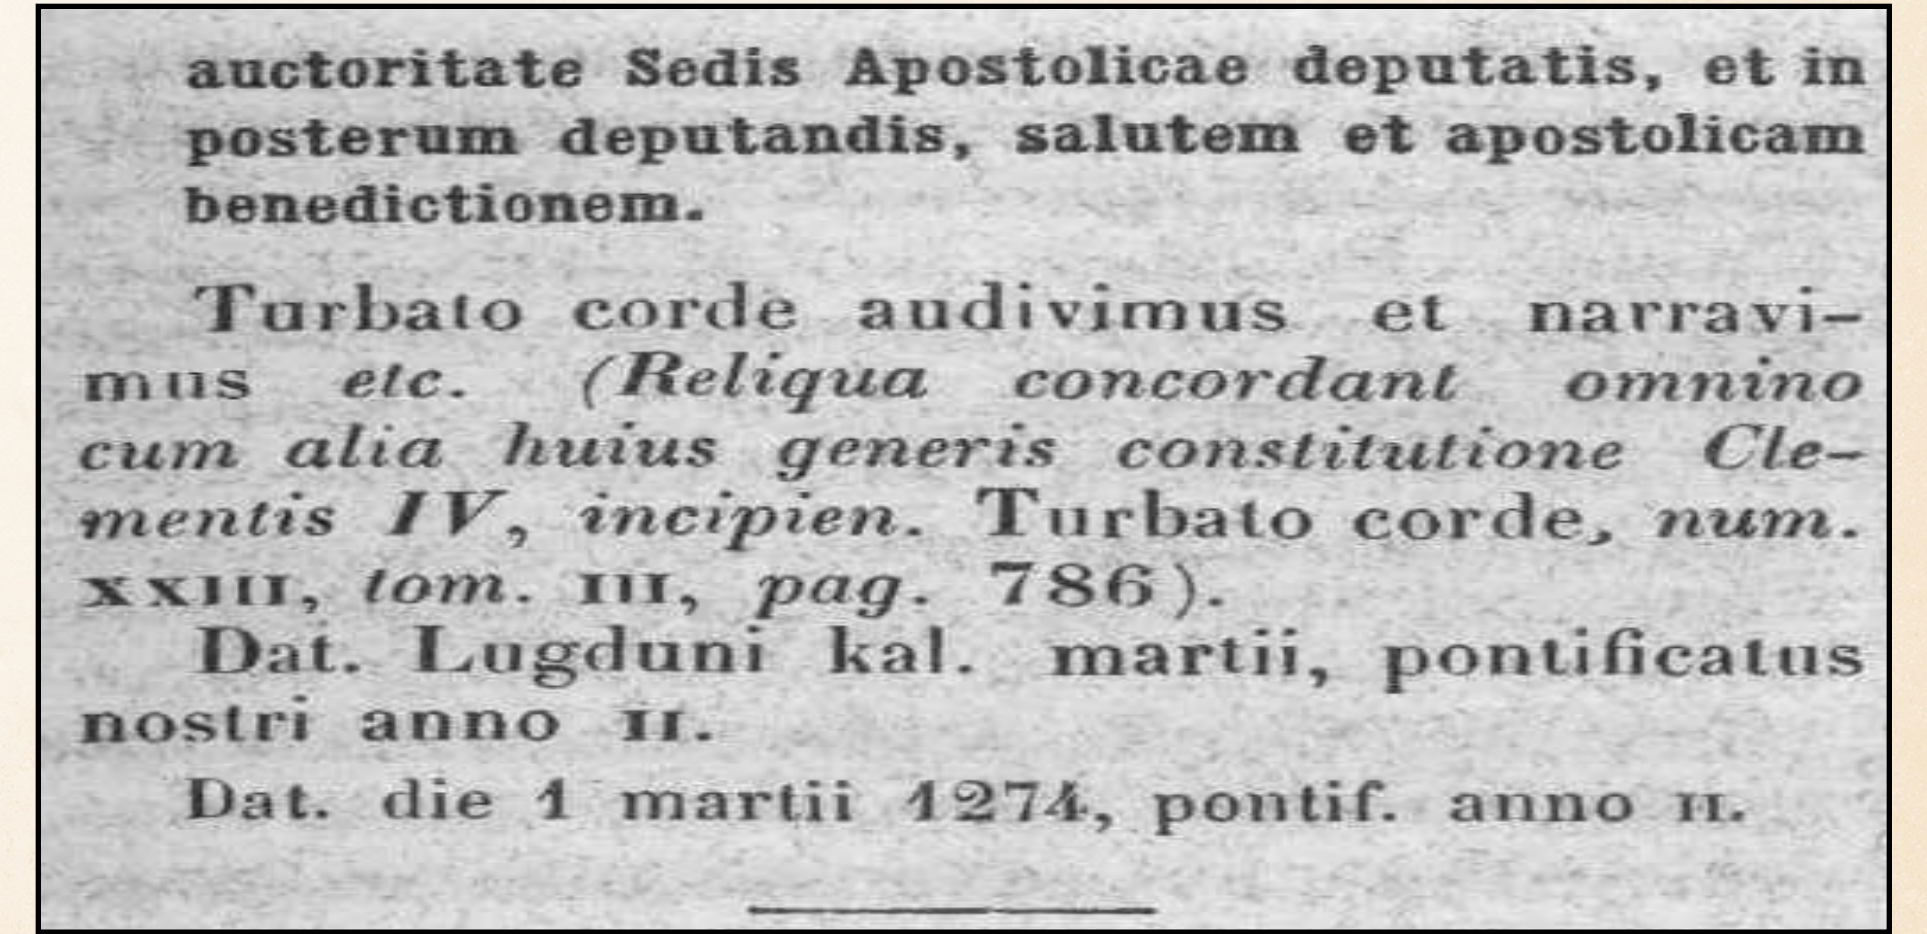 auctoritate Sedis Apostolicae deputatis, et in
posterum deputandis, salutem et apostolicam
benedictionem.
Turbato corde audivimus et narravi-
mus etc. (Reliqua concordant omnino
cum alia huius generis constitutione Cle-
mentis IV, incipien. Turbato corde, num.
XXIII, tom. III, pag. 786).
Dat. Lugduni kal. martii, pontificatus
nostri anno II.
Dat. die 1 martii 1274, pontif. anno II.